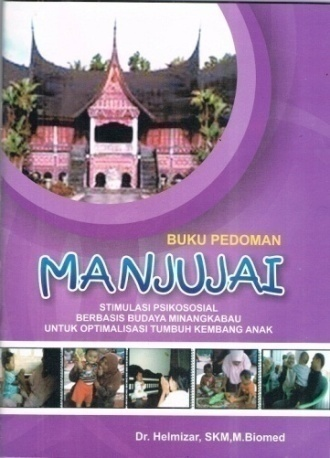 BUKU PEDOMAN
MANJUJAI
STIMULASI PSIKOSOSIAL
BERBASIS BUDAYA MINANGKABAU
UNTUK OPTIMALISASI TUMBUH KEMBANG ANAK
Dr. Helmizar, SKM,M.Biomed